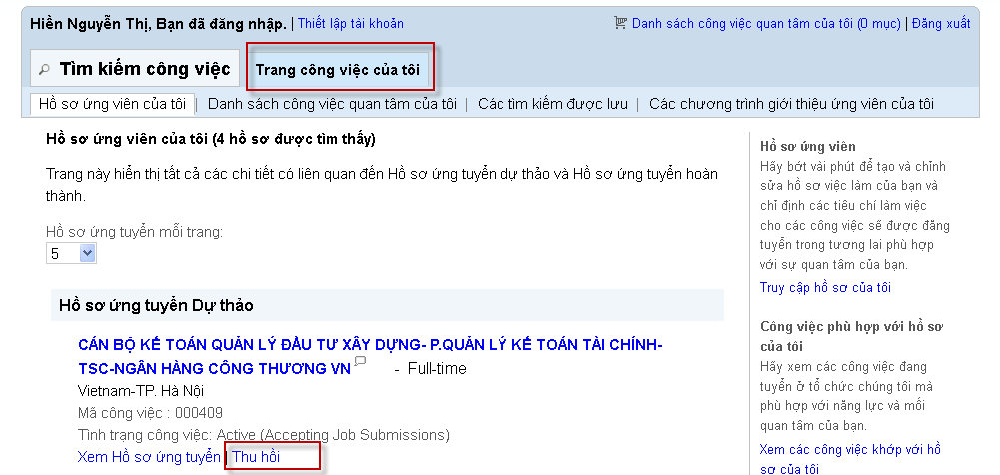 Hiền Nguyễn Thị, Bạn đã đăng nhập. | Thiết lập tài khoản
Danh sách công việc quan tâm của tôi (0 mục) | Đăng xuất
Tìm kiếm công việc
Trang công việc của tôi
Hồ sơ ứng viên của tôi | Danh sách công việc quan tâm của tôi | Các tìm kiếm được lưu | Các chương trình giới thiệu ứng viên của tôi
Hồ sơ ứng viên của tôi (4 hồ sơ được tìm thấy)
Trang này hiển thị tất cả các chi tiết có liên quan đến Hồ sơ ứng tuyển dự thảo và Hồ sơ ứng tuyển hoàn
thành.
Hồ sơ ứng tuyển mỗi trang:
5
Hồ sơ ứng tuyển Dự thảo
CÁN BỘ KẾ TOÁN QUẢN LÝ ĐẦU TƯ XÂY DỰNG- P.QUẢN LÝ KẾ TOÁN TÀI CHÍNH-
TSC-NGÂN HÀNG CÔNG THƯƠNG VN - Full-time
Vietnam-TP. Hà Nội
Mã công việc : 000409
Tình trạng công việc: Active (Accepting Job Submissions)
Xem Hồ sơ ứng tuyển | Thu hồi
Hồ sơ ứng viên
Hãy bớt vài phút để tạo và chỉnh
sửa hồ sơ việc làm của bạn và
chỉ định các tiêu chí làm việc
cho các công việc sẽ được đăng
tuyển trong tương lai phù hợp
với sự quan tâm của bạn.
Truy cập hồ sơ của tôi
Công việc phù hợp với hồ sơ
của tôi
Hãy xem các công việc đang
tuyển ở tổ chức chúng tôi mà
phù hợp với năng lực và mối
quan tâm của bạn.
Xem các công việc khớp với hồ
sơ của tôi